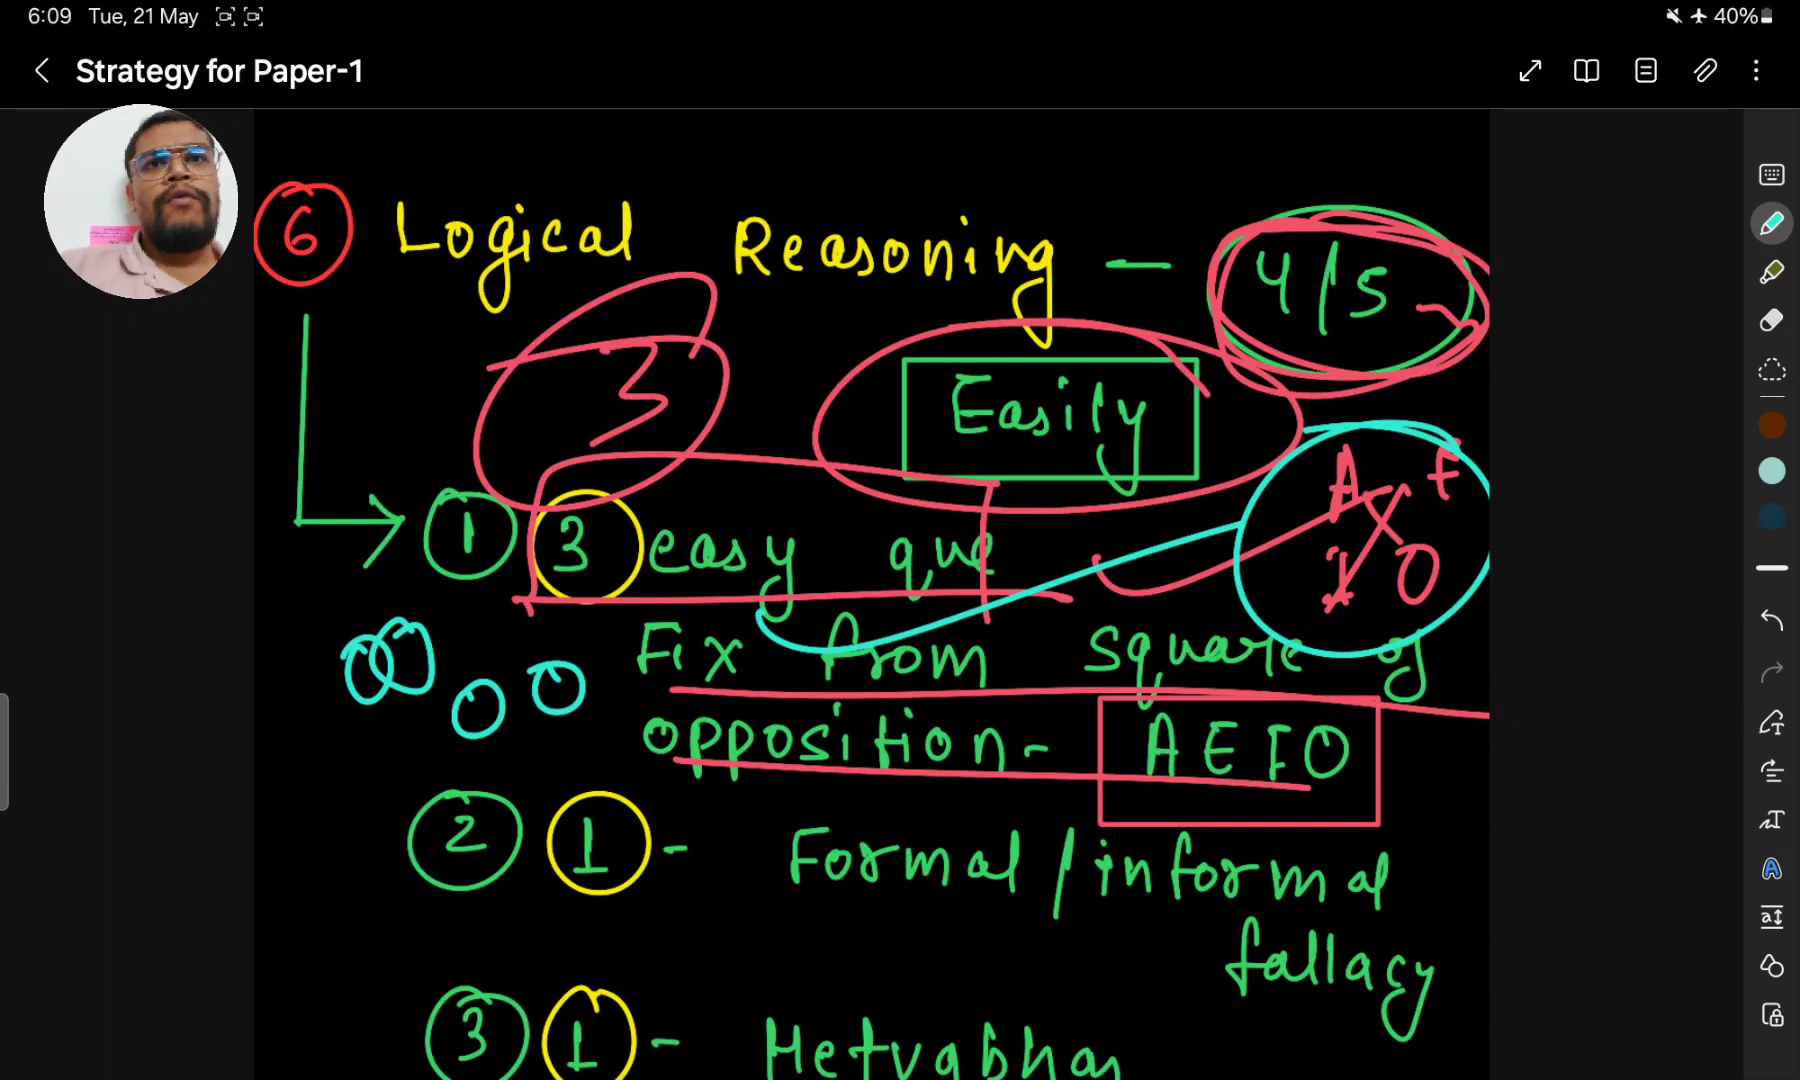 6:09 Tue, 21 May 40%
Strategy for Paper-1
6 Logical Reasoning - 4/5
3 Easily
A E
I O
1 3 easy que
Fix from square of
opposition - AEIO
2 1 - Formal/informal
fallacy
3 1 - Hetvabhas